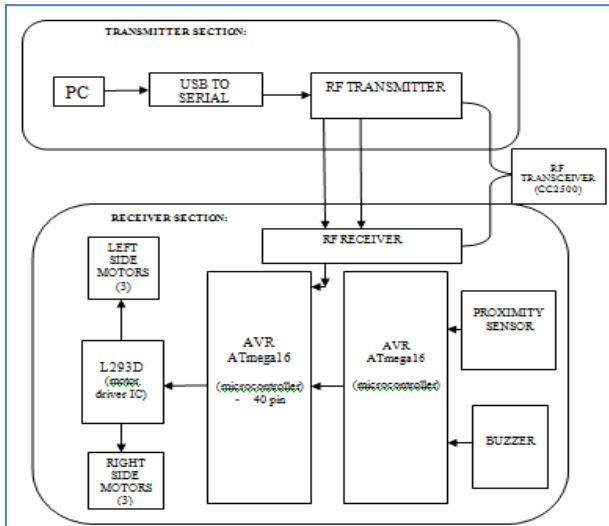 TRANSMITTER SECTION:
PC
USB TO
SERIAL
RF TRANSMITTER
RF
TRANSCEIVER
(CC2500)
RECEIVER SECTION:
RF RECEIVER
LEFT
SIDE
MOTORS
(3)
L293D
(motor
driver IC)
RIGHT
SIDE
MOTORS
(3)
AVR
ATmega16
(microcontroller)
- 40 pin
AVR
ATmega16
(microcontroller)
PROXIMITY
SENSOR
BUZZER